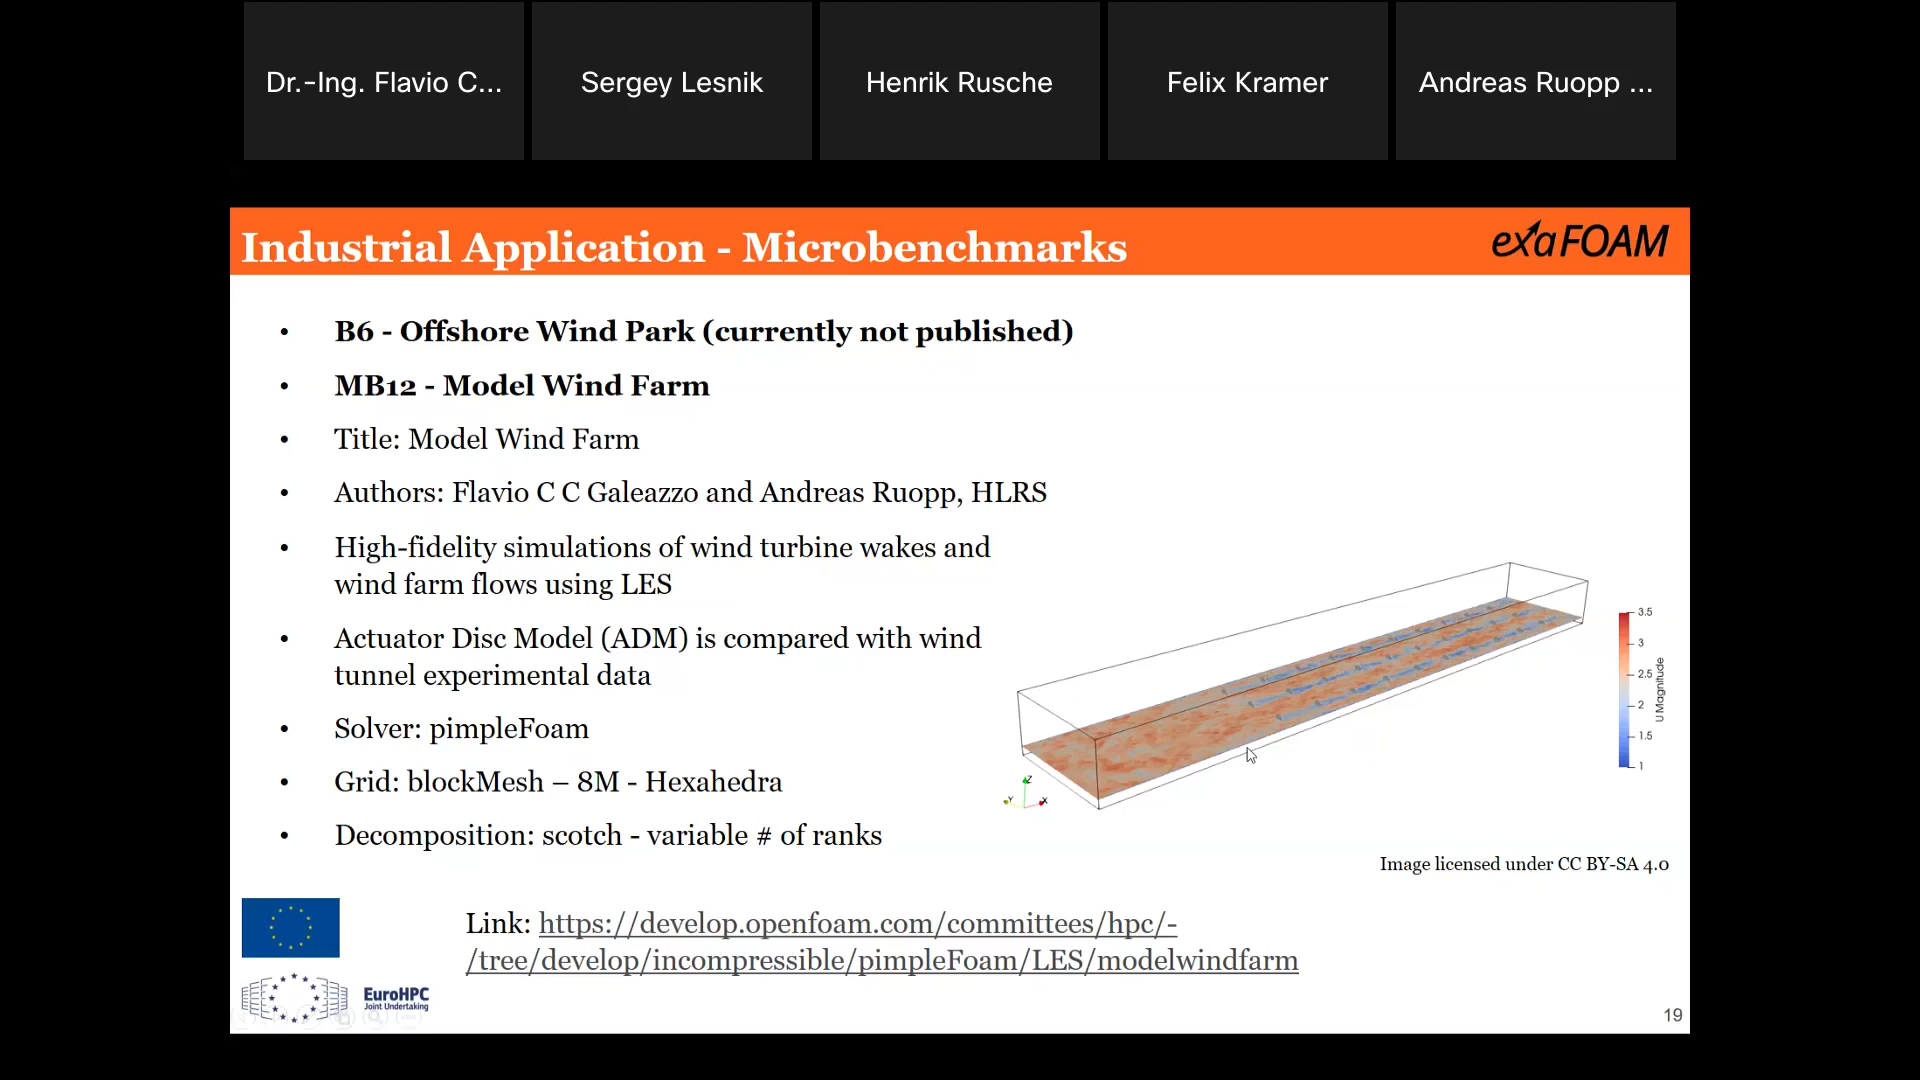 Dr.-Ing. Flavio C...
Sergey Lesnik
Henrik Rusche
Felix Kramer
Andreas Ruopp ...
Industrial Application - Microbenchmarks
exaFOAM
• B6 - Offshore Wind Park (currently not published)
• MB12 - Model Wind Farm
• Title: Model Wind Farm
• Authors: Flavio C C Galeazzo and Andreas Ruopp, HLRS
• High-fidelity simulations of wind turbine wakes and
wind farm flows using LES
• Actuator Disc Model (ADM) is compared with wind
tunnel experimental data
• Solver: pimpleFoam
• Grid: blockMesh – 8M - Hexahedra
• Decomposition: scotch - variable # of ranks
3.5
3
2.5
2
1.5
1
U Magnitude
Z
Y
X
Image licensed under CC BY-SA 4.0
Link: https://develop.openfoam.com/committees/hpc/-
/tree/develop/incompressible/pimpleFoam/LES/modelwindfarm
EuroHPC
Joint Undertaking
19